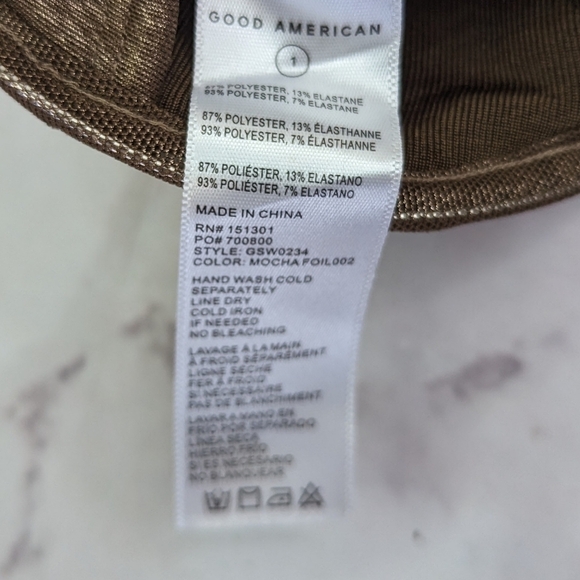 GOOD AMERICAN
1
87% POLYESTER, 13% ELASTANE
93% POLYESTER, 7% ELASTANE
87% POLYESTER, 13% ÉLASTHANNE
93% POLYESTER, 7% ÉLASTHANNE
87% POLIÉSTER, 13% ELASTANO
93% POLIÉSTER, 7% ELASTANO
MADE IN CHINA
RN# 151301
PO# 700800
STYLE: GSW0234
COLOR: MOCHA FOIL002
HAND WASH COLD
SEPARATELY
LINE DRY
COLD IRON
IF NEEDED
NO BLEACHING
LAVAGE À LA MAIN
À FROID SÉPARÉMENT
LIGNE SÈCHE
FER À FROID
SI NÉCESSAIRE
PAS DE BLANCHIMENT
LAVAR A MANO EN
FRIO POR SEPARADO
LÍNEA SECA
HIERRO FRÍO
SI ES NECESARIO
NO BLANQUEAR